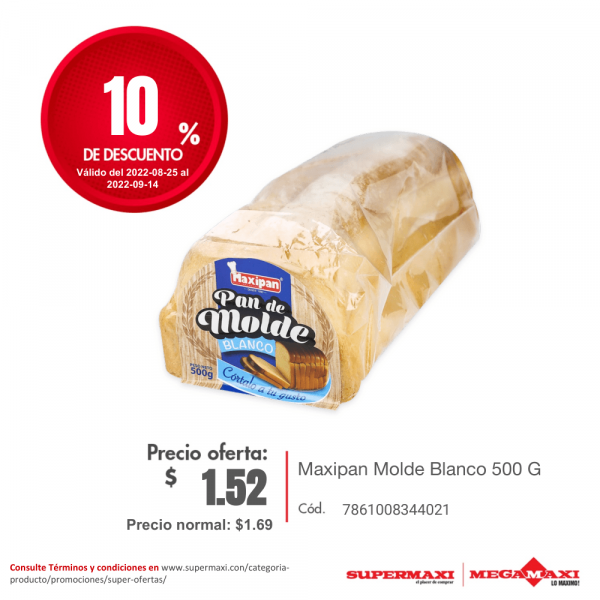 10 %
DE DESCUENTO
Válido del 2022-08-25 al
2022-09-14
Maxipan
Pan de
Molde
BLANCO
500g
Córtalo a tu gusto
Precio oferta:
$ 1.52
Precio normal: $1.69
Maxipan Molde Blanco 500 G
Cód. 7861008344021
Consulte Términos y condiciones en www.supermaxi.con/categoria-
producto/promociones/super-ofertas/
SUPERMAXI
el placer de comprar
MEGAMAXI
LO MAXIMO!